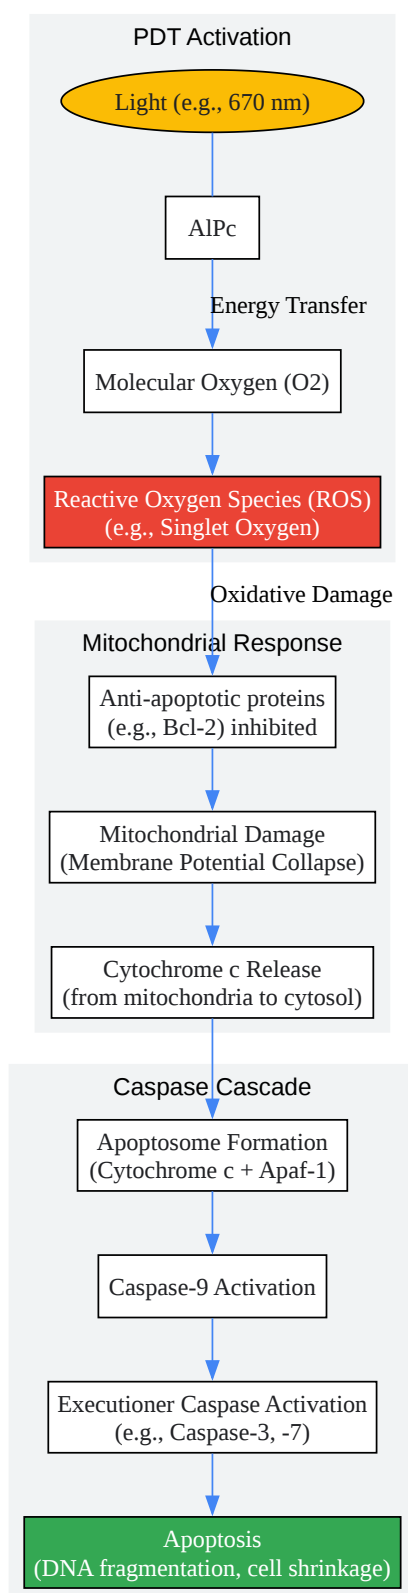 PDT Activation
Light (e.g., 670 nm)
AlPc
Energy Transfer
Molecular Oxygen (O2)
Reactive Oxygen Species (ROS)
(e.g., Singlet Oxygen)
Oxidative Damage
Mitochondrial Response
Anti-apoptotic proteins
(e.g., Bcl-2) inhibited
Mitochondrial Damage
(Membrane Potential Collapse)
Cytochrome c Release
(from mitochondria to cytosol)
Caspase Cascade
Apoptosome Formation
(Cytochrome c + Apaf-1)
Caspase-9 Activation
Executioner Caspase Activation
(e.g., Caspase-3, -7)
Apoptosis
(DNA fragmentation, cell shrinkage)